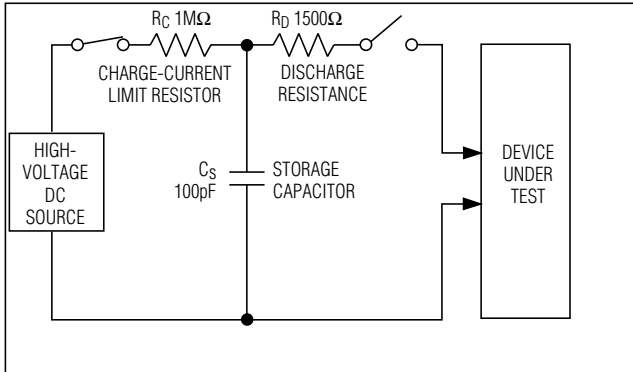 RC 1MΩ
RD 1500Ω
CHARGE-CURRENT
LIMIT RESISTOR
DISCHARGE
RESISTANCE
HIGH-
VOLTAGE
DC
SOURCE
CS
100pF
STORAGE
CAPACITOR
DEVICE
UNDER
TEST